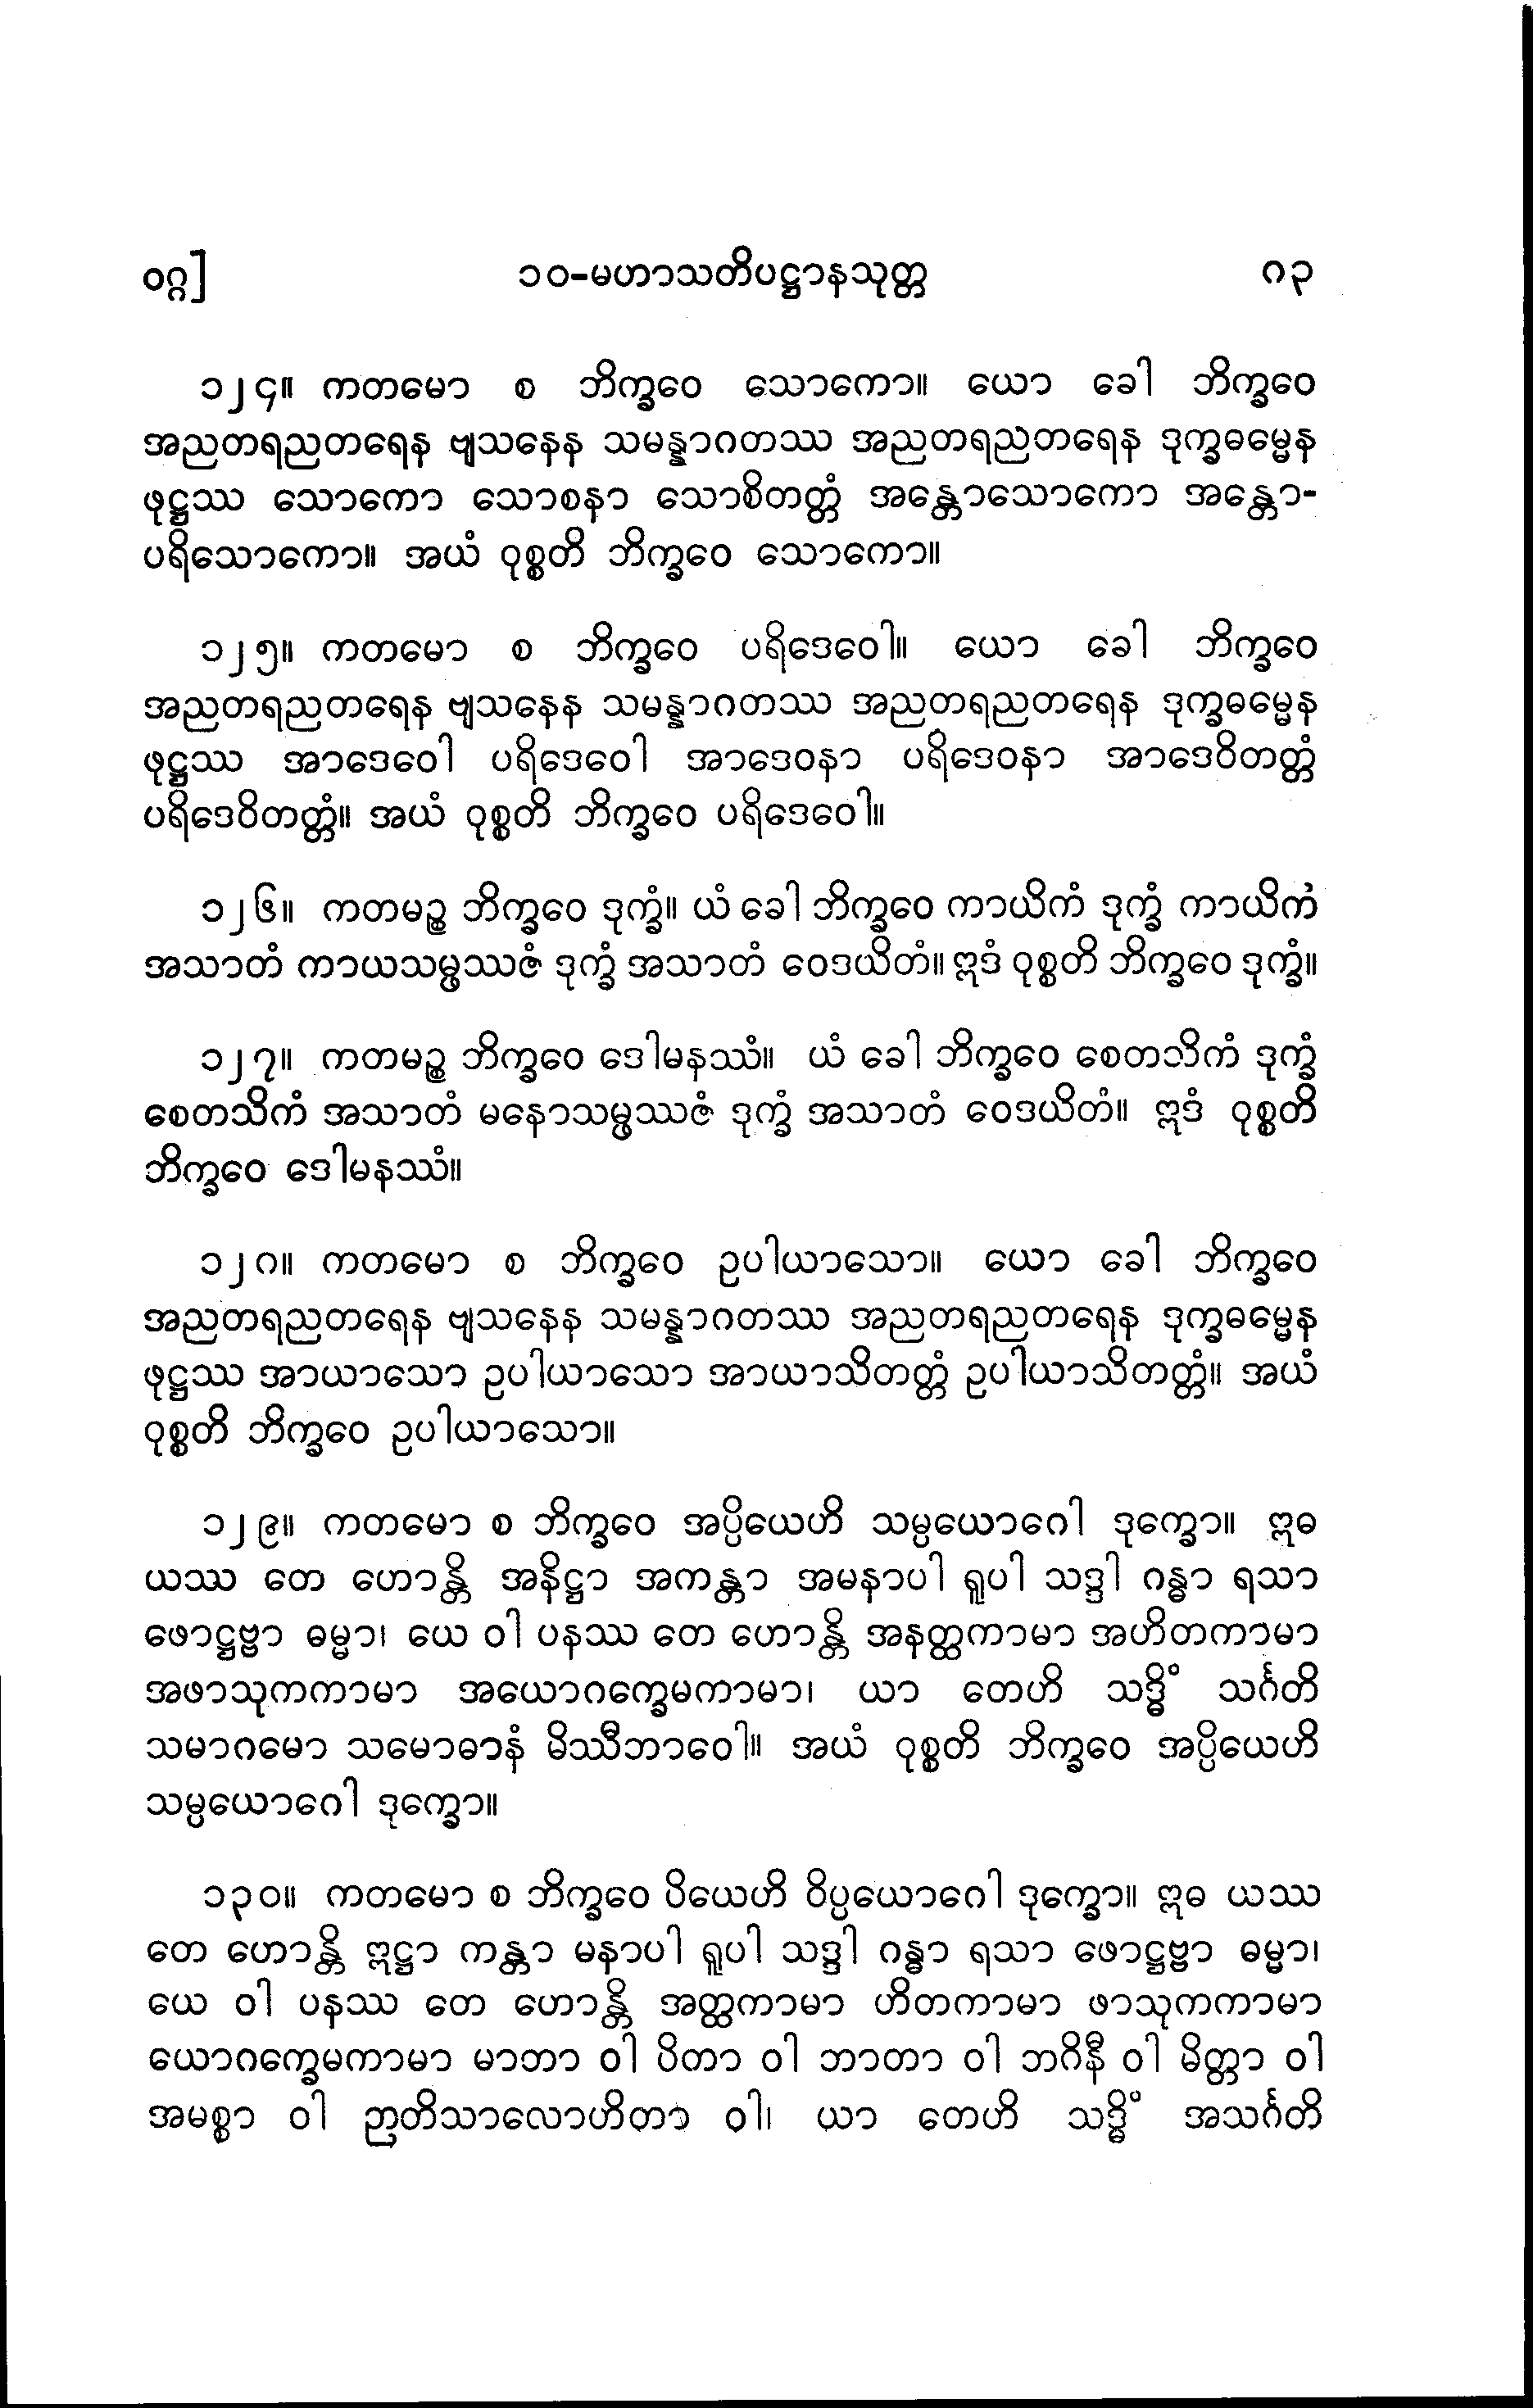 ဝဂ္ဂ]
၁၀-မဟာသတိပဋ္ဌာနသုတ္တ
၈၃
၁၂၄။ ကတမော စ ဘိက္ခဝေ သောကော။ ယော ခေါ ဘိက္ခဝေ
အညတရညတရေန ဗျသနေန သမန္နာဂတဿ အညတရညတရေန ဒုက္ခဓမ္မေန
ဖုဋ္ဌဿ သောကော သောစနာ သောစိတတ္တံ အန္တောသောကော အန္တော-
ပရိသောကော။ အယံ ဝုစ္စတိ ဘိက္ခဝေ သောကော။
၁၂၅။ ကတမော စ ဘိက္ခဝေ ပရိဒေဝေါ။ ယော ခေါ ဘိက္ခဝေ
အညတရညတရေန ဗျသနေန သမန္နာဂတဿ အညတရညတရေန ဒုက္ခဓမ္မေန
ဖုဋ္ဌဿ အာဒေဝေါ ပရိဒေဝေါ အာဒေဝနာ ပရိဒေဝနာ အာဒေဝိတတ္တံ
ပရိဒေဝိတတ္တံ။ အယံ ဝုစ္စတိ ဘိက္ခဝေ ပရိဒေဝေါ။
၁၂၆။ ကတမဉ္စ ဘိက္ခဝေ ဒုက္ခံ။ ယံ ခေါ ဘိက္ခဝေ ကာယိကံ ဒုက္ခံ ကာယိကံ
အသာတံ ကာယသမ္ဖဿဇံ ဒုက္ခံ အသာတံ ဝေဒယိတံ။ ဣဒံ ဝုစ္စတိ ဘိက္ခဝေ ဒုက္ခံ။
၁၂၇။ ကတမဉ္စ ဘိက္ခဝေ ဒေါမနဿံ။ ယံ ခေါ ဘိက္ခဝေ စေတသိကံ ဒုက္ခံ
စေတသိကံ အသာတံ မနောသမ္ဖဿဇံ ဒုက္ခံ အသာတံ ဝေဒယိတံ။ ဣဒံ ဝုစ္စတိ
ဘိက္ခဝေ ဒေါမနဿံ။
၁၂၈။ ကတမော စ ဘိက္ခဝေ ဥပါယာသော။ ယော ခေါ ဘိက္ခဝေ
အညတရညတရေန ဗျသနေန သမန္နာဂတဿ အညတရညတရေန ဒုက္ခဓမ္မေန
ဖုဋ္ဌဿ အာယာသော ဥပါယာသော အာယာသိတတ္တံ ဥပါယာသိတတ္တံ။ အယံ
ဝုစ္စတိ ဘိက္ခဝေ ဥပါယာသော။
၁၂၉။ ကတမော စ ဘိက္ခဝေ အပ္ပိယေဟိ သမ္ပယောဂေါ ဒုက္ခော။ ဣဓ
ယဿ တေ ဟောန္တိ အနိဋ္ဌာ အကန္တာ အမနာပါ ရူပါ သဒ္ဒါ ဂန္ဓာ ရသာ
ဖောဋ္ဌဗ္ဗာ ဓမ္မာ၊ ယေ ဝါ ပနဿ တေ ဟောန္တိ အနတ္ထကာမာ အဟိတကာမာ
အဖာသုကကာမာ အယောဂက္ခေမကာမာ၊ ယာ တေဟိ သဒ္ဓိံ သင်္ဂတိ
သမာဂမော သမောဓာနံ မိဿီဘာဝေါ။ အယံ ဝုစ္စတိ ဘိက္ခဝေ အပ္ပိယေဟိ
သမ္ပယောဂေါ ဒုက္ခော။
၁၃၀။ ကတမော စ ဘိက္ခဝေ ပိယေဟိ ဝိပ္ပယောဂေါ ဒုက္ခော။ ဣဓ ယဿ
တေ ဟောန္တိ ဣဋ္ဌာ ကန္တာ မနာပါ ရူပါ သဒ္ဒါ ဂန္ဓာ ရသာ ဖောဋ္ဌဗ္ဗာ ဓမ္မာ၊
ယေ ဝါ ပနဿ တေ ဟောန္တိ အတ္ထကာမာ ဟိတကာမာ ဖာသုကကာမာ
ယောဂက္ခေမကာမာ မာဘာ ဝါ ပိတာ ဝါ ဘာတာ ဝါ ဘဂိနီ ဝါ မိတ္တာ ဝါ
အမစ္စာ ဝါ ဉာတိသာလောဟိတာ ဝါ၊ ယာ တေဟိ သဒ္ဓိံ အသင်္ဂတိ